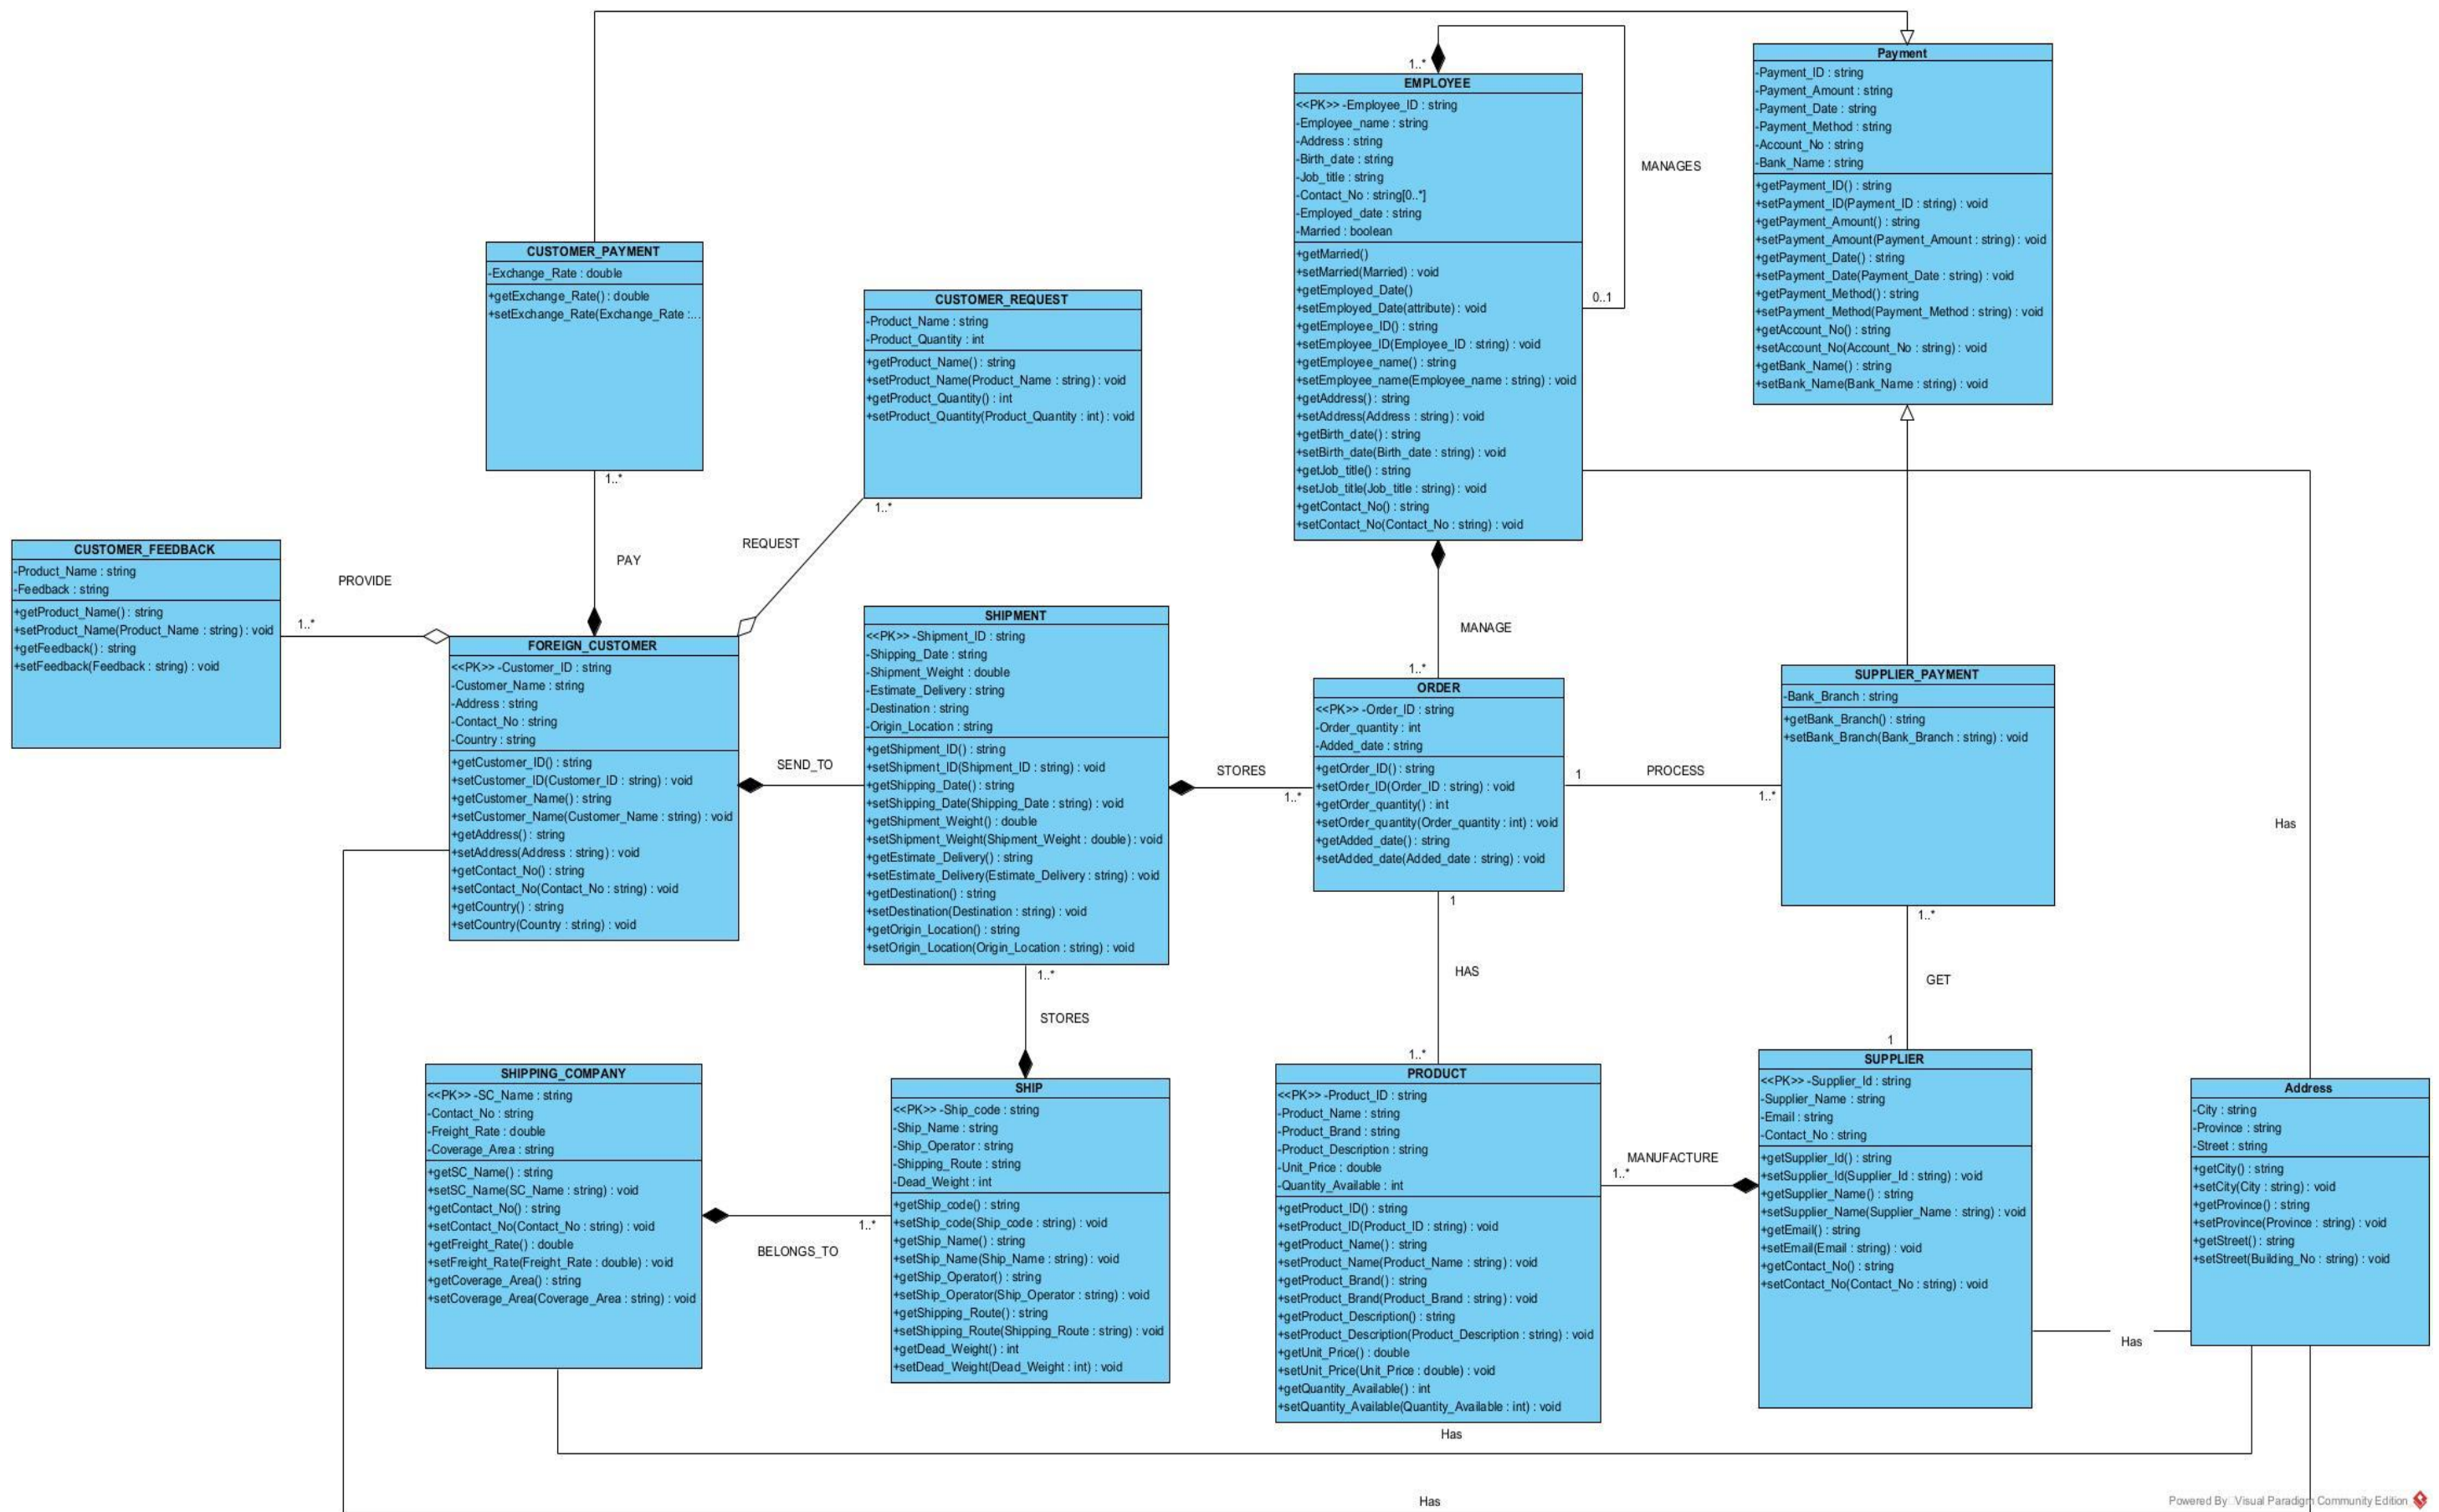 Payment
-Payment_ID : string
-Payment_Amount : string
-Payment_Date : string
-Payment_Method : string
-Account_No : string
-Bank_Name : string
+getPayment_ID() : string
+setPayment_ID(Payment_ID : string) : void
+getPayment_Amount() : string
+setPayment_Amount(Payment_Amount : string) : void
+getPayment_Date() : string
+setPayment_Date(Payment_Date : string) : void
+getPayment_Method() : string
+setPayment_Method(Payment_Method : string) : void
+getAccount_No() : string
+setAccount_No(Account_No : string) : void
+getBank_Name() : string
+setBank_Name(Bank_Name : string) : void
1..*
EMPLOYEE
<<PK>> -Employee_ID : string
-Employee_name : string
-Address : string
-Birth_date : string
-Job_title : string
-Contact_No : string[0..*]
-Employed_date : string
-Married : boolean
+getMarried()
+setMarried(Married) : void
+getEmployed_Date()
+setEmployed_Date(attribute) : void
+getEmployee_ID() : string
+setEmployee_ID(Employee_ID : string) : void
+getEmployee_name() : string
+setEmployee_name(Employee_name : string) : void
+getAddress() : string
+setAddress(Address : string) : void
+getBirth_date() : string
+setBirth_date(Birth_date : string) : void
+getJob_title() : string
+setJob_title(Job_title : string) : void
+getContact_No() : string
+setContact_No(Contact_No : string) : void
MANAGES
0..1
CUSTOMER_PAYMENT
-Exchange_Rate : double
+getExchange_Rate() : double
+setExchange_Rate(Exchange_Rate :...
1..*
PAY
CUSTOMER_REQUEST
-Product_Name : string
-Product_Quantity : int
+getProduct_Name() : string
+setProduct_Name(Product_Name : string) : void
+getProduct_Quantity() : int
+setProduct_Quantity(Product_Quantity : int) : void
1..*
REQUEST
CUSTOMER_FEEDBACK
-Product_Name : string
-Feedback : string
+getProduct_Name() : string
+setProduct_Name(Product_Name : string) : void
+getFeedback() : string
+setFeedback(Feedback : string) : void
PROVIDE
1..*
FOREIGN_CUSTOMER
<<PK>> -Customer_ID : string
-Customer_Name : string
-Address : string
-Contact_No : string
-Country : string
+getCustomer_ID() : string
+setCustomer_ID(Customer_ID : string) : void
+getCustomer_Name() : string
+setCustomer_Name(Customer_Name : string) : void
+getAddress() : string
+setAddress(Address : string) : void
+getContact_No() : string
+setContact_No(Contact_No : string) : void
+getCountry() : string
+setCountry(Country : string) : void
SEND_TO
SHIPMENT
<<PK>> -Shipment_ID : string
-Shipping_Date : string
-Shipment_Weight : double
-Estimate_Delivery : string
-Destination : string
-Origin_Location : string
+getShipment_ID() : string
+setShipment_ID(Shipment_ID : string) : void
+getShipping_Date() : string
+setShipping_Date(Shipping_Date : string) : void
+getShipment_Weight() : double
+setShipment_Weight(Shipment_Weight : double) : void
+getEstimate_Delivery() : string
+setEstimate_Delivery(Estimate_Delivery : string) : void
+getDestination() : string
+setDestination(Destination : string) : void
+getOrigin_Location() : string
+setOrigin_Location(Origin_Location : string) : void
1..*
STORES
STORES
1..*
MANAGE
1..*
ORDER
<<PK>> -Order_ID : string
-Order_quantity : int
-Added_date : string
+getOrder_ID() : string
+setOrder_ID(Order_ID : string) : void
+getOrder_quantity() : int
+setOrder_quantity(Order_quantity : int) : void
+getAdded_date() : string
+setAdded_date(Added_date : string) : void
1
PROCESS
1..*
1
HAS
1..*
SUPPLIER_PAYMENT
-Bank_Branch : string
+getBank_Branch() : string
+setBank_Branch(Bank_Branch : string) : void
1..*
GET
1
Has
SHIPPING_COMPANY
<<PK>> -SC_Name : string
-Contact_No : string
-Freight_Rate : double
-Coverage_Area : string
+getSC_Name() : string
+setSC_Name(SC_Name : string) : void
+getContact_No() : string
+setContact_No(Contact_No : string) : void
+getFreight_Rate() : double
+setFreight_Rate(Freight_Rate : double) : void
+getCoverage_Area() : string
+setCoverage_Area(Coverage_Area : string) : void
1..*
BELONGS_TO
SHIP
<<PK>> -Ship_code : string
-Ship_Name : string
-Ship_Operator : string
-Shipping_Route : string
-Dead_Weight : int
+getShip_code() : string
+setShip_code(Ship_code : string) : void
+getShip_Name() : string
+setShip_Name(Ship_Name : string) : void
+getShip_Operator() : string
+setShip_Operator(Ship_Operator : string) : void
+getShipping_Route() : string
+setShipping_Route(Shipping_Route : string) : void
+getDead_Weight() : int
+setDead_Weight(Dead_Weight : int) : void
PRODUCT
<<PK>> -Product_ID : string
-Product_Name : string
-Product_Brand : string
-Product_Description : string
-Unit_Price : double
-Quantity_Available : int
+getProduct_ID() : string
+setProduct_ID(Product_ID : string) : void
+getProduct_Name() : string
+setProduct_Name(Product_Name : string) : void
+getProduct_Brand() : string
+setProduct_Brand(Product_Brand : string) : void
+getProduct_Description() : string
+setProduct_Description(Product_Description : string) : void
+getUnit_Price() : double
+setUnit_Price(Unit_Price : double) : void
+getQuantity_Available() : int
+setQuantity_Available(Quantity_Available : int) : void
MANUFACTURE
1..*
SUPPLIER
<<PK>> -Supplier_Id : string
-Supplier_Name : string
-Email : string
-Contact_No : string
+getSupplier_Id() : string
+setSupplier_Id(Supplier_Id : string) : void
+getSupplier_Name() : string
+setSupplier_Name(Supplier_Name : string) : void
+getEmail() : string
+setEmail(Email : string) : void
+getContact_No() : string
+setContact_No(Contact_No : string) : void
Has
Address
-City : string
-Province : string
-Street : string
+getCity() : string
+setCity(City : string) : void
+getProvince() : string
+setProvince(Province : string) : void
+getStreet() : string
+setStreet(Building_No : string) : void
Has
Has
Powered By Visual Paradigm Community Edition